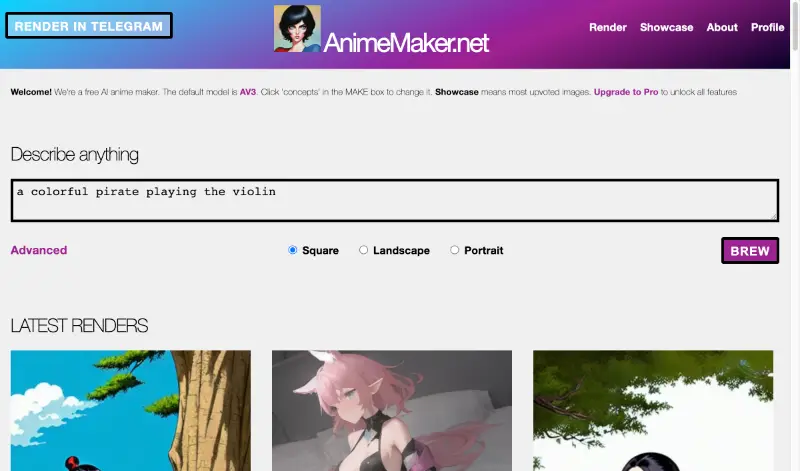 RENDER IN TELEGRAM
AnimeMaker.net
Render Showcase About Profile
Welcome! We're a free AI anime maker. The default model is AV3. Click 'concepts' in the MAKE box to change it. Showcase means most upvoted images. Upgrade to Pro to unlock all features
Describe anything
a colorful pirate playing the violin
Advanced Square Landscape Portrait BREW
LATEST RENDERS